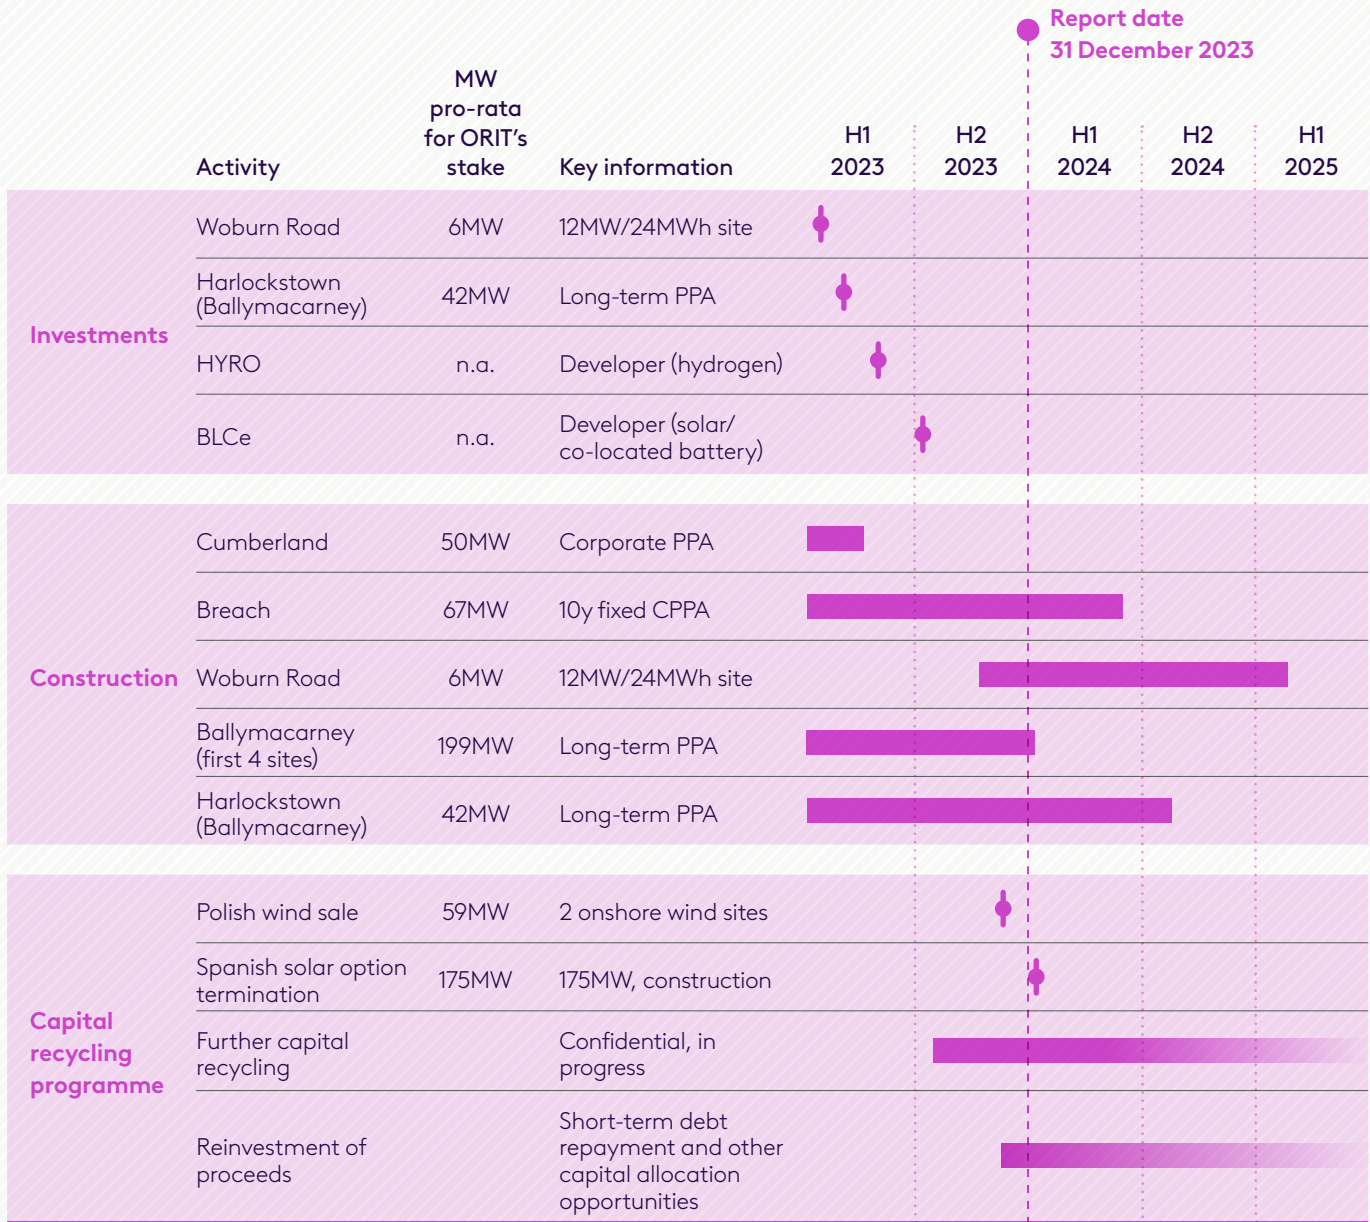 Report date
31 December 2023
MW
pro-rata
for ORIT's
stake
Activity
Key information
H1
2023
H2
2023
H1
2024
H2
2024
H1
2025
Investments
Woburn Road
6MW
12MW/24MWh site
Harlockstown
(Ballymacarney)
42MW
Long-term PPA
HYRO
n.a.
Developer (hydrogen)
BLCe
n.a.
Developer (solar/
co-located battery)
Construction
Cumberland
50MW
Corporate PPA
Breach
67MW
10y fixed CPPA
Woburn Road
6MW
12MW/24MWh site
Ballymacarney
(first 4 sites)
199MW
Long-term PPA
Harlockstown
(Ballymacarney)
42MW
Long-term PPA
Capital
recycling
programme
Polish wind sale
59MW
2 onshore wind sites
Spanish solar option
termination
175MW
175MW, construction
Further capital
recycling
Confidential, in
progress
Reinvestment of
proceeds
Short-term debt
repayment and other
capital allocation
opportunities